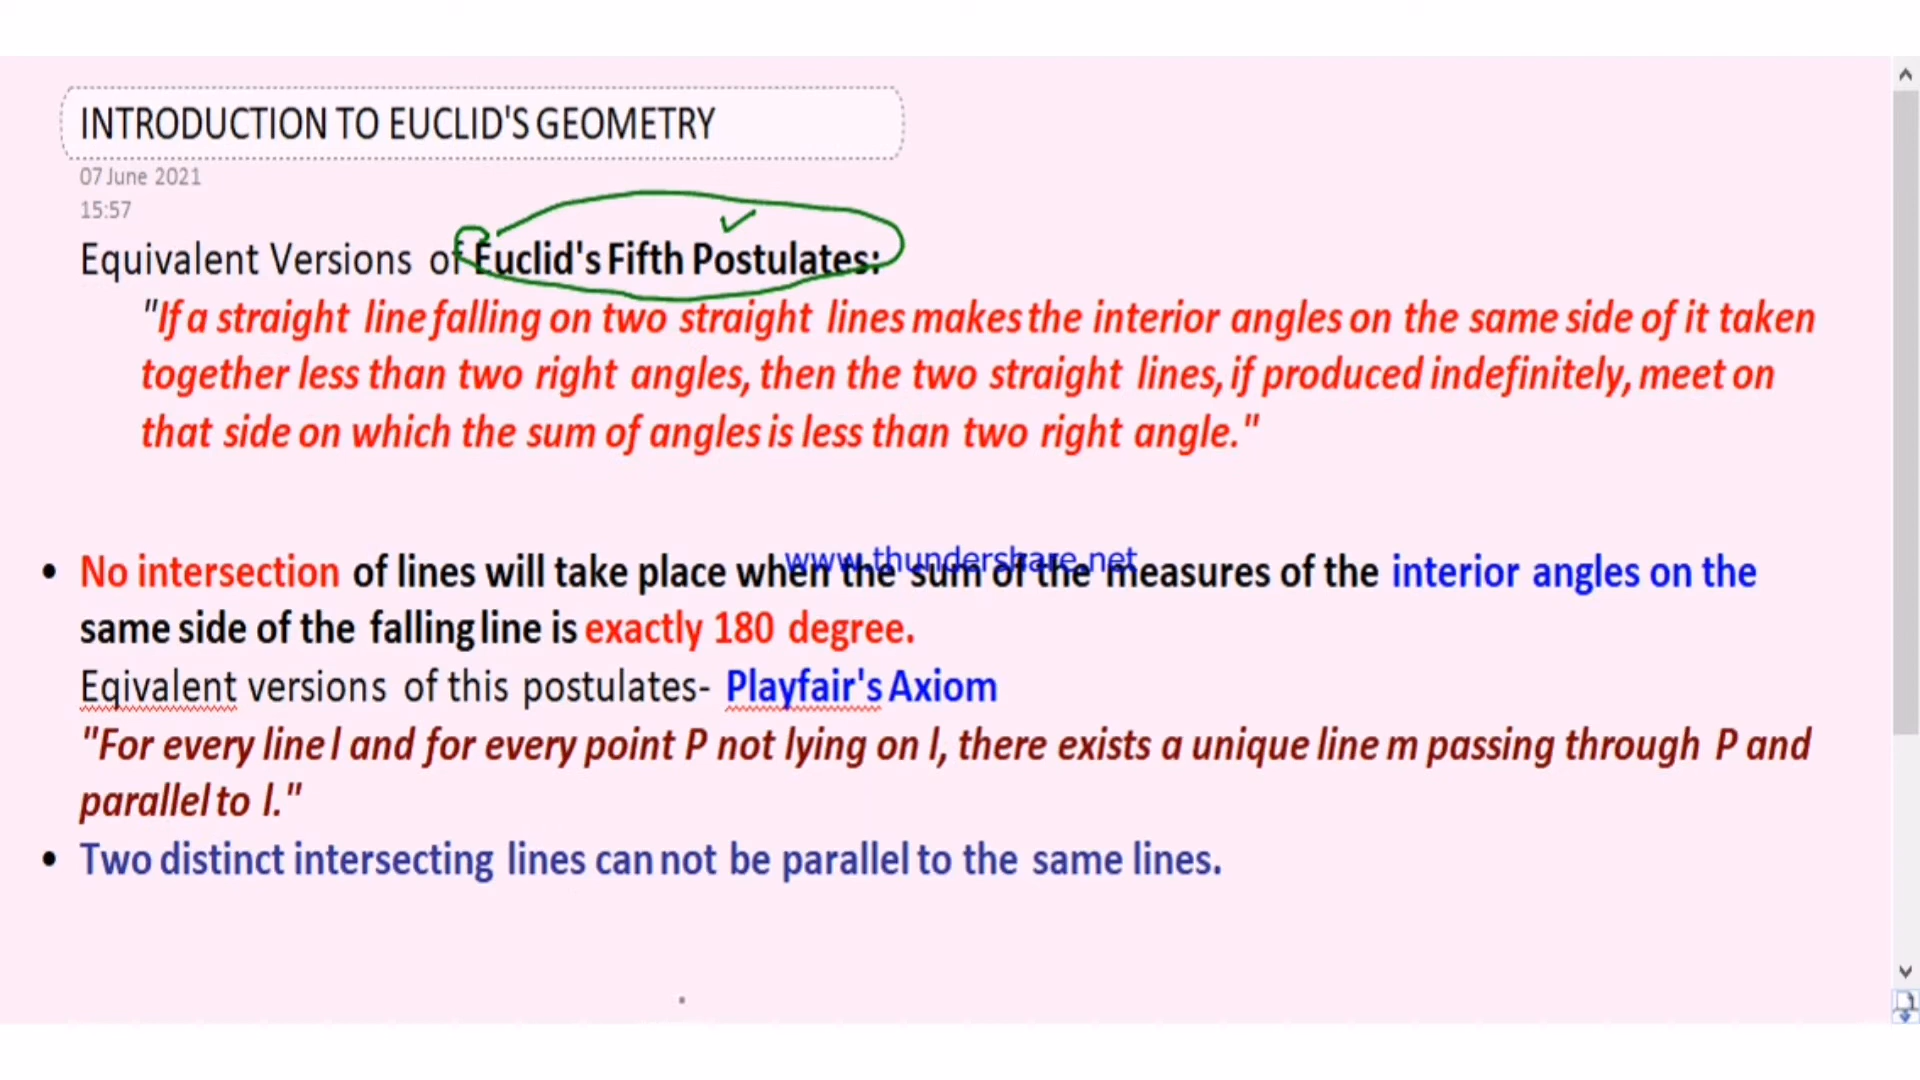 INTRODUCTION TO EUCLID'S GEOMETRY
07 June 2021
15:57
Equivalent Versions of Euclid's Fifth Postulates:
"If a straight line falling on two straight lines makes the interior angles on the same side of it taken
together less than two right angles, then the two straight lines, if produced indefinitely, meet on
that side on which the sum of angles is less than two right angle."
www.thundershare.net
• No intersection of lines will take place when the sum of the measures of the interior angles on the
same side of the falling line is exactly 180 degree.
Eqivalent versions of this postulates- Playfair's Axiom
"For every line l and for every point P not lying on l, there exists a unique line m passing through P and
parallel to l."
• Two distinct intersecting lines can not be parallel to the same lines.